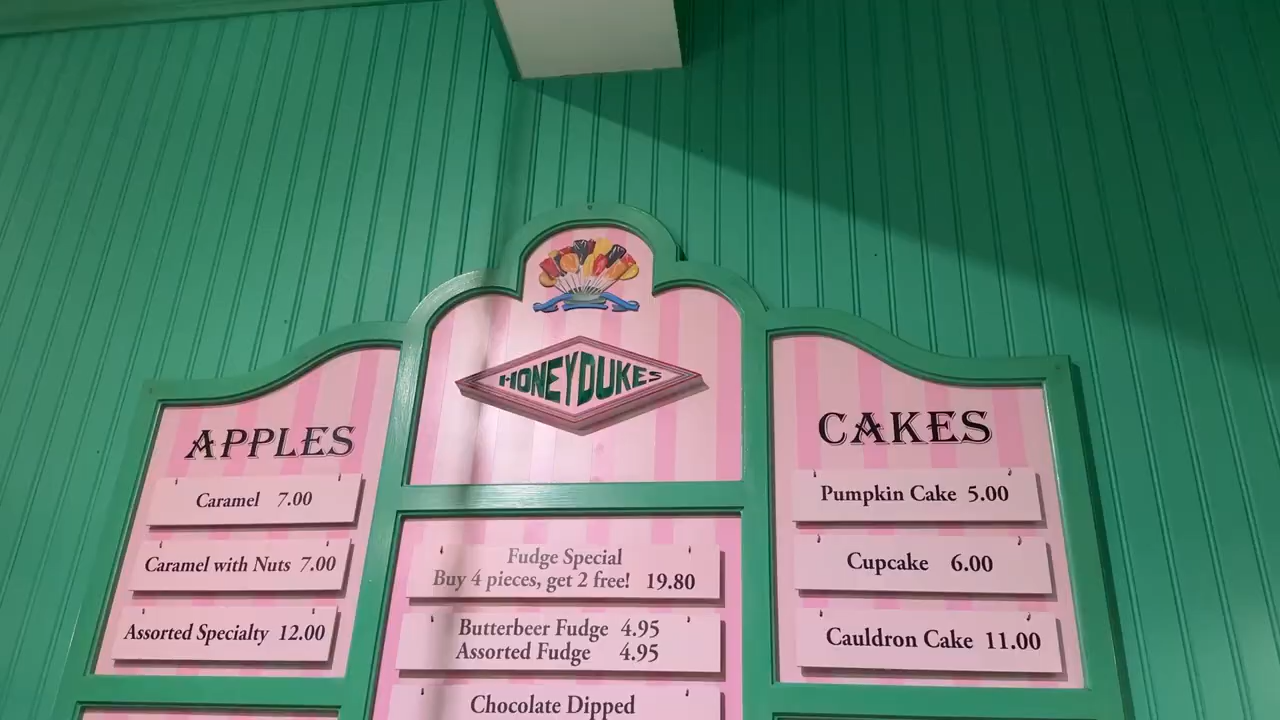 HONEYDUKES
APPLES
Caramel 7.00
Caramel with Nuts 7.00
Assorted Specialty 12.00
Fudge Special
Buy 4 pieces, get 2 free! 19.80
Butterbeer Fudge 4.95
Assorted Fudge 4.95
Chocolate Dipped
CAKES
Pumpkin Cake 5.00
Cupcake 6.00
Cauldron Cake 11.00